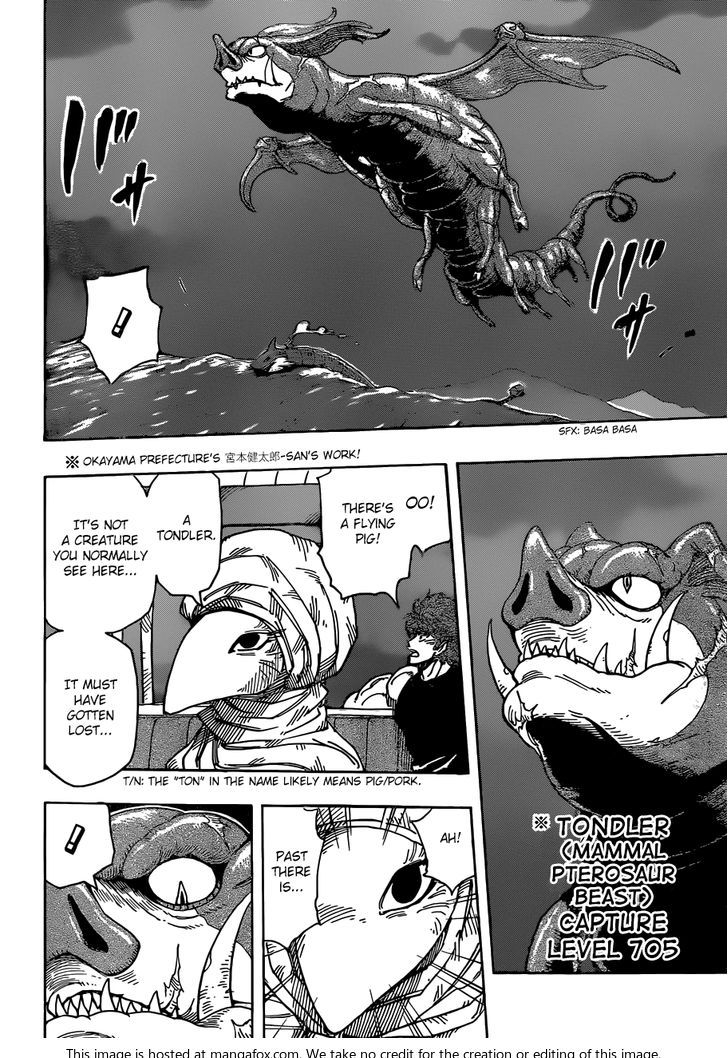 バサ
バサ
!
SFX: BASA BASA
※ OKAYAMA PREFECTURE'S 宮本健太郎-SAN'S WORK!
OO!
THERE'S
A FLYING
PIG!
A
TONDLER.
IT'S NOT
A CREATURE
YOU NORMALLY
SEE HERE...
IT MUST
HAVE
GOTTEN
LOST...
T/N: THE "TON" IN THE NAME LIKELY MEANS PIG/PORK.
※ TONDLER
(MAMMAL
PTEROSAUR
BEAST)
CAPTURE
LEVEL 705
AH!
PAST
THERE
IS...
!
This image is hosted at mangafox.com. We take no credit for the creation or editing of this image.